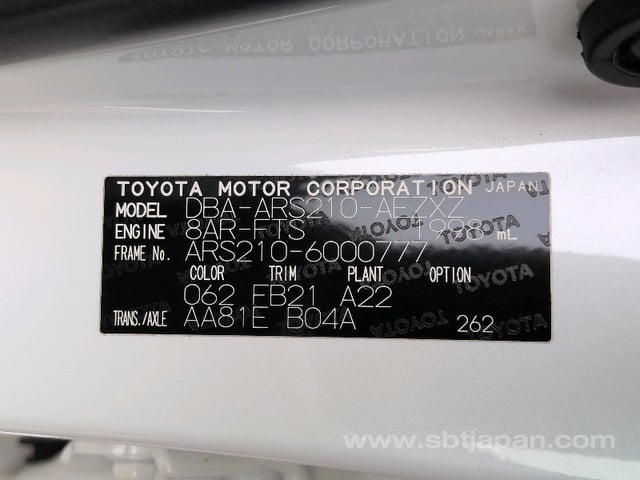 TOYOTA MOTOR CORPORATION JAPAN
MODEL DBA-ARS210-AEZXZ
ENGINE 8AR-FTS 1998 mL
FRAME No. ARS210-6000777
COLOR TRIM PLANT OPTION
062 FB21 A22
TRANS./AXLE AA81E B04A 262
www.sbtjapan.com